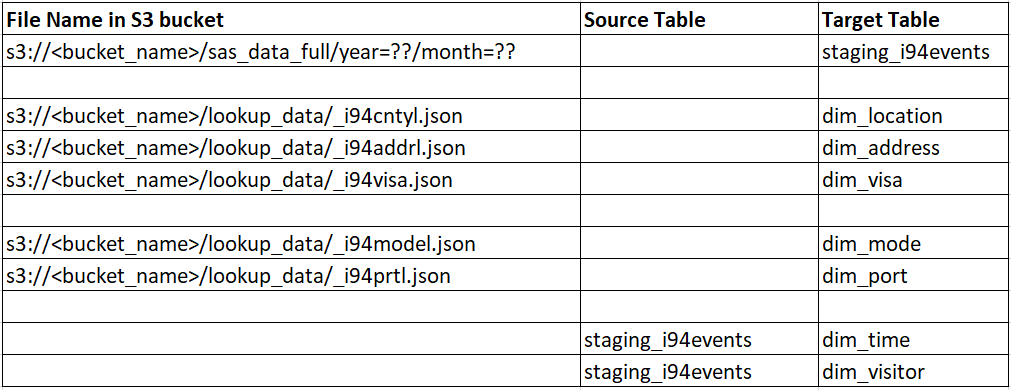 File Name in S3 bucket Source Table Target Table
s3://<bucket_name>/sas_data_full/year=??/month=?? staging_i94events
s3://<bucket_name>/lookup_data/_i94cntyl.json dim_location
s3://<bucket_name>/lookup_data/_i94addrl.json dim_address
s3://<bucket_name>/lookup_data/_i94visa.json dim_visa
s3://<bucket_name>/lookup_data/_i94model.json dim_mode
s3://<bucket_name>/lookup_data/_i94prtl.json dim_port
staging_i94events dim_time
staging_i94events dim_visitor